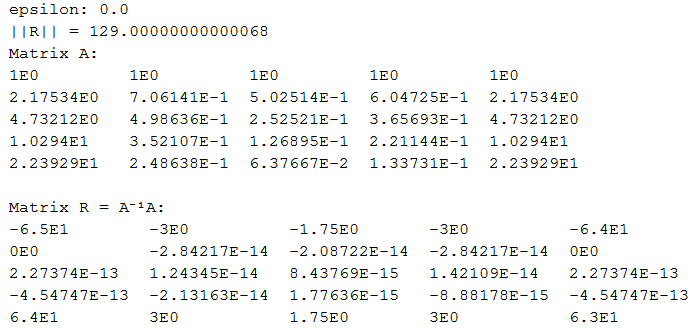 epsilon: 0.0
||R|| = 129.00000000000068
Matrix A:
1E0 1E0 1E0 1E0 1E0
2.17534E0 7.06141E-1 5.02514E-1 6.04725E-1 2.17534E0
4.73212E0 4.98636E-1 2.52521E-1 3.65693E-1 4.73212E0
1.0294E1 3.52107E-1 1.26895E-1 2.21144E-1 1.0294E1
2.23929E1 2.48638E-1 6.37667E-2 1.33731E-1 2.23929E1
Matrix R = A⁻¹A:
-6.5E1 -3E0 -1.75E0 -3E0 -6.4E1
0E0 -2.84217E-14 -2.08722E-14 -2.84217E-14 0E0
2.27374E-13 1.24345E-14 8.43769E-15 1.42109E-14 2.27374E-13
-4.54747E-13 -2.13163E-14 1.77636E-15 -8.88178E-15 -4.54747E-13
6.4E1 3E0 1.75E0 3E0 6.3E1